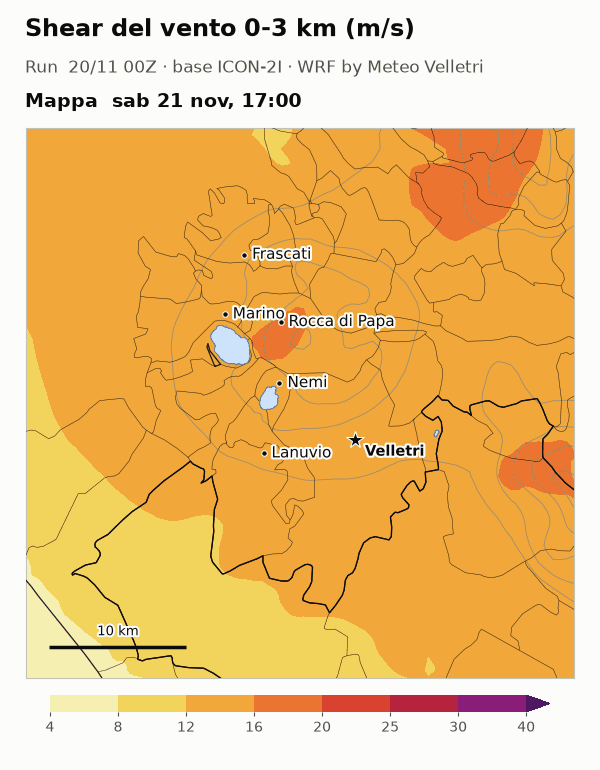 Shear del vento 0-3 km (m/s)
Run  20/11 00Z · base ICON-2I · WRF by Meteo Velletri
Mappa  sab 21 nov, 17:00
Frascati
Marino
Rocca di Papa
Nemi
Velletri
Lanuvio
10 km
4 8 12 16 20 25 30 40